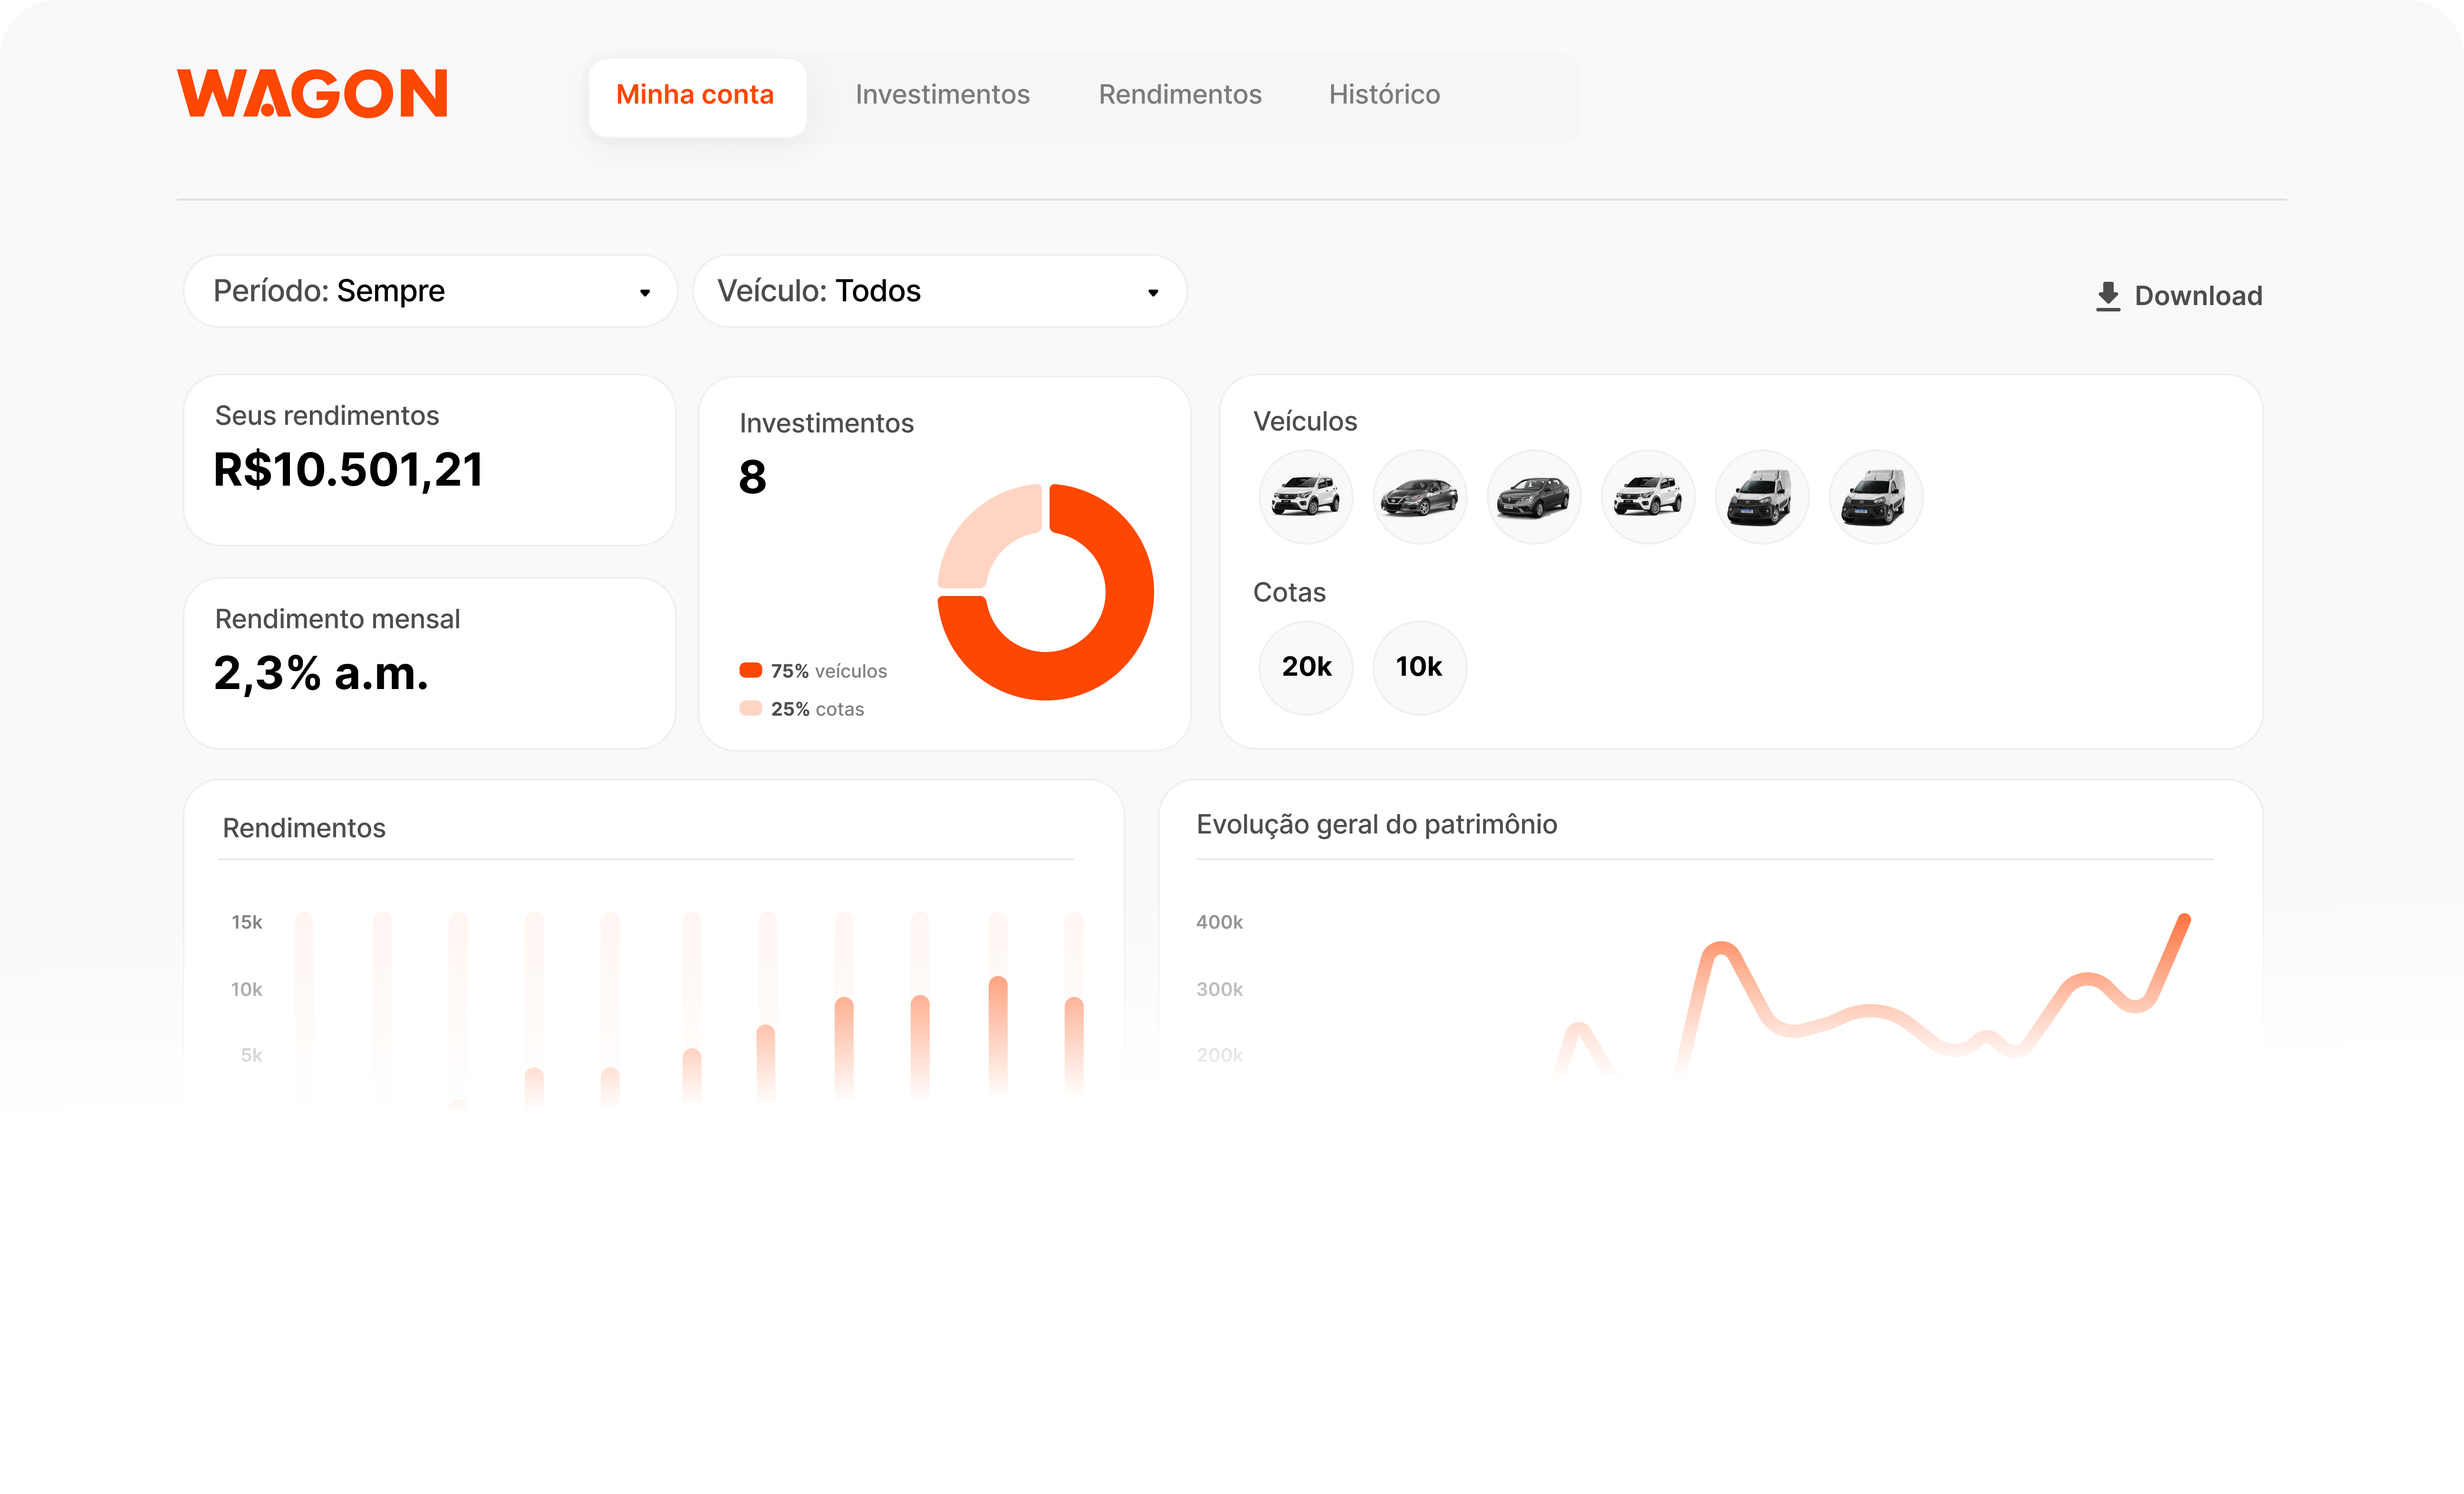 WAGON
Minha conta
Investimentos
Rendimentos
Histórico
Período: Sempre
Veículo: Todos
Download
Seus rendimentos
R$10.501,21
Rendimento mensal
2,3% a.m.
Investimentos
8
75% veículos
25% cotas
Veículos
Cotas
20k
10k
Rendimentos
15k
10k
5k
Evolução geral do patrimônio
400k
300k
200k